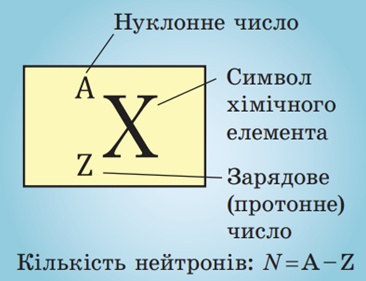 Нуклонне число
A
X
Z
Символ
хімічного
елемента
Зарядове
(протонне)
число
Кількість нейтронів: N=A−Z